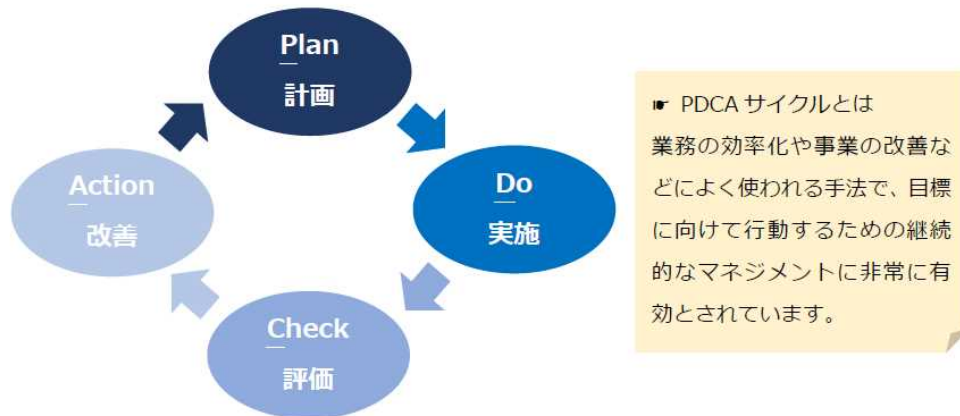 Plan
計画
Do
実施
Check
評価
Action
改善
☛ PDCA サイクルとは
業務の効率化や事業の改善な
どによく使われる手法で、目標
に向けて行動するための継続
的なマネジメントに非常に有
効とされています。